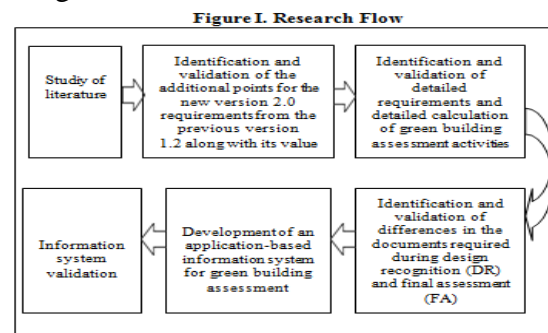 Figure I. Research Flow
Studiy of
literature
Identification and
validation of the
additional points for the
new version 2.0
requirements from the
previous version
1.2 along with its value
Identification and
validation of
detailed
requirements and
detailed calculation
of green building
assessment activities
Identification and
validation of
differences in the
documents required
during design
recognition (DR)
and final assessment
(FA)
Development of an
application-based
information system
for green building
assessment
Information
system
validation